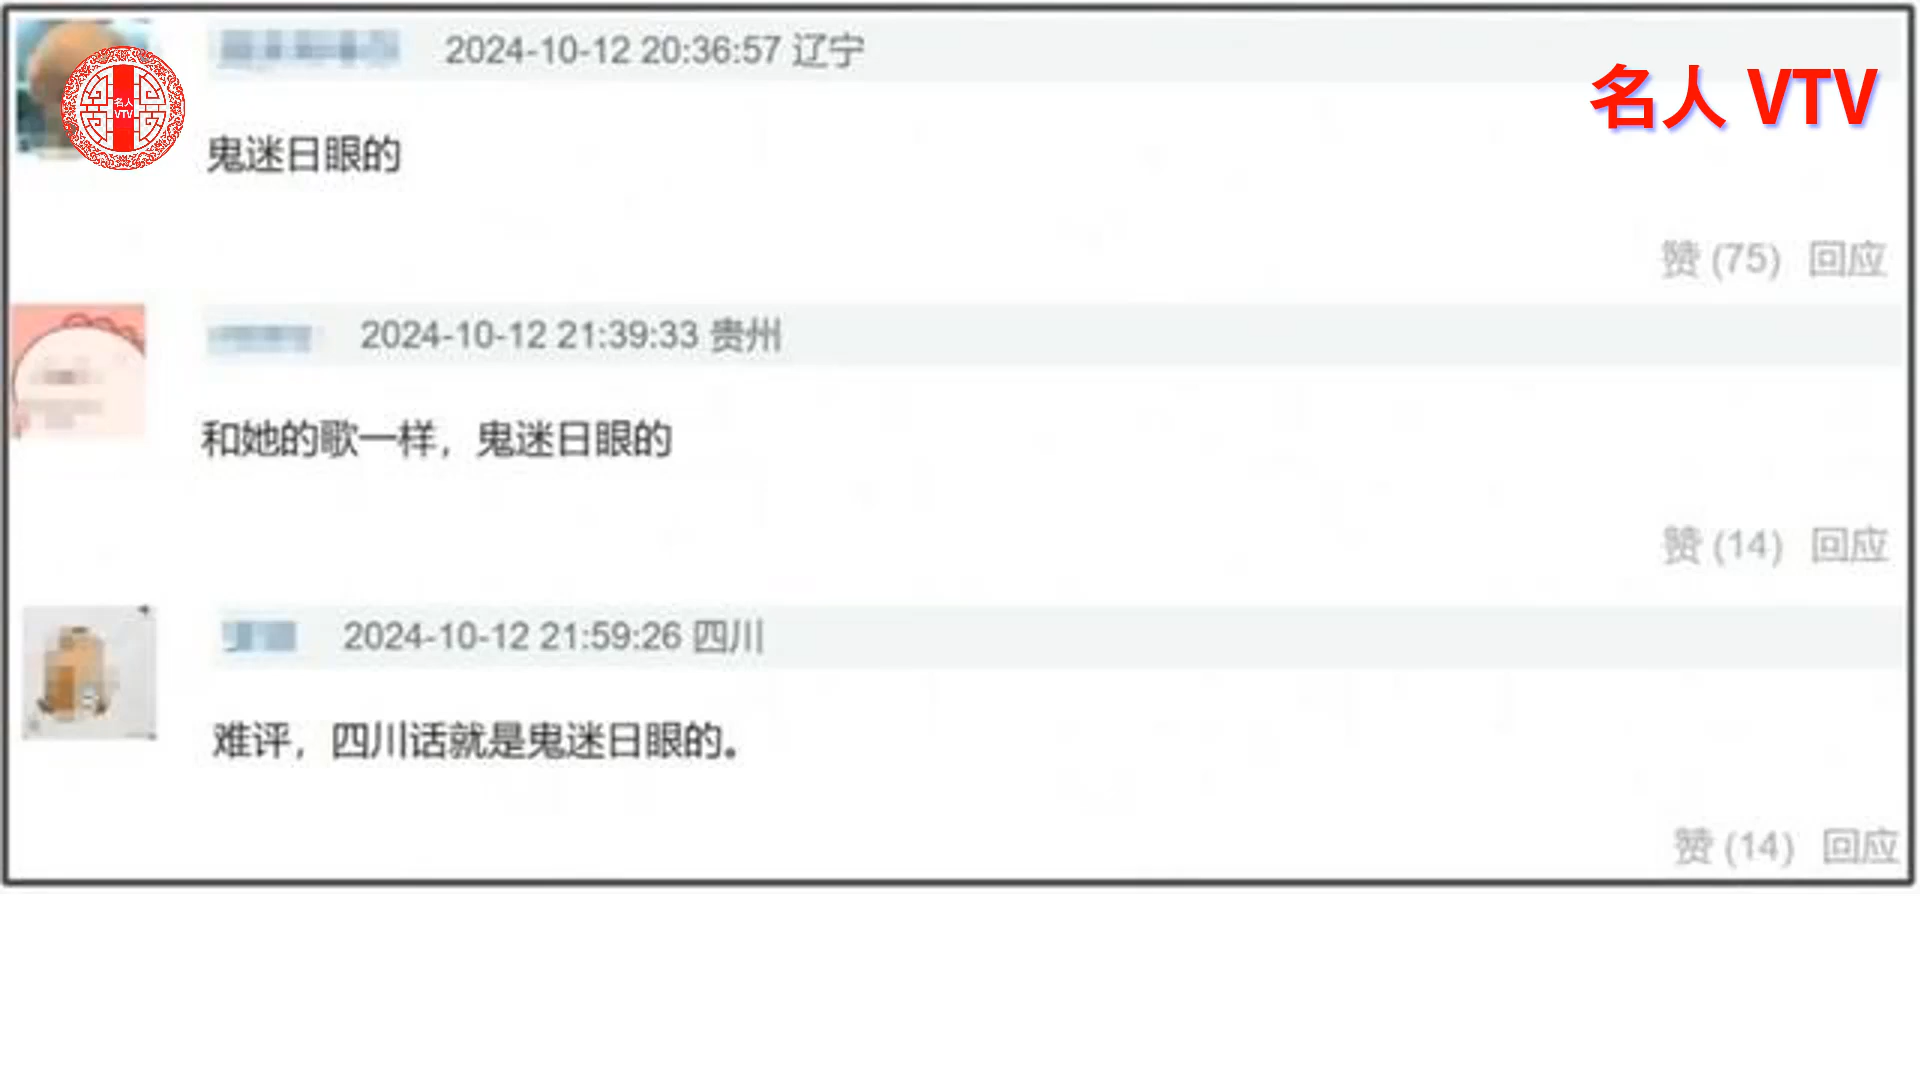 2024-10-12 20:36:57 辽宁
名人 VTV
名人
VTV
鬼迷日眼的
赞 (75) 回应
2024-10-12 21:39:33 贵州
和她的歌一样，鬼迷日眼的
赞 (14) 回应
2024-10-12 21:59:26 四川
难评，四川话就是鬼迷日眼的。
赞 (14) 回应